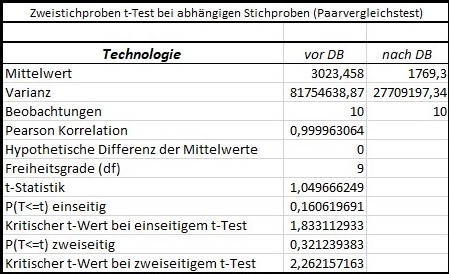 Zweistichproben t-Test bei abhängigen Stichproben (Paarvergleichstest)
Technologie vor DB nach DB
Mittelwert 3023,458 1769,3
Varianz 81754638,87 27709197,34
Beobachtungen 10 10
Pearson Korrelation 0,999963064
Hypothetische Differenz der Mittelwerte 0
Freiheitsgrade (df) 9
t-Statistik 1,049666249
P(T<=t) einseitig 0,160619691
Kritischer t-Wert bei einseitigem t-Test 1,833112933
P(T<=t) zweiseitig 0,321239383
Kritischer t-Wert bei zweiseitigem t-Test 2,262157163